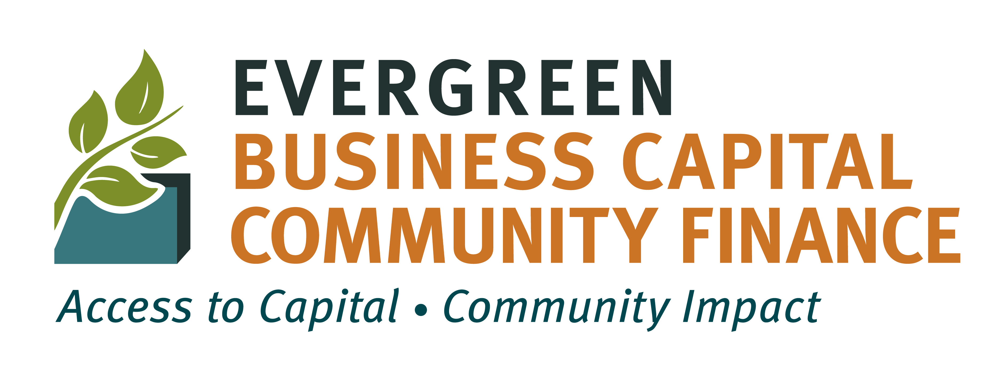 EVERGREEN
BUSINESS CAPITAL
COMMUNITY FINANCE
Access to Capital • Community Impact